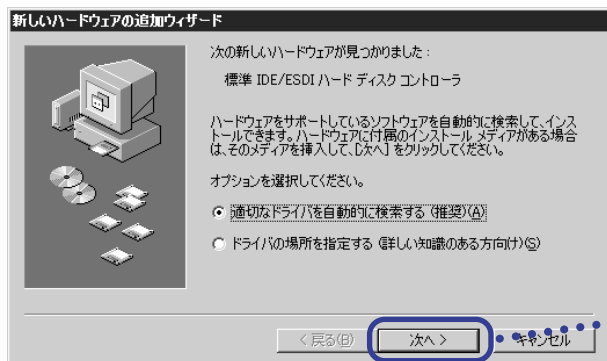 新しいハードウェアの追加ウィザード
次の新しいハードウェアが見つかりました :
標準 IDE/ESDI ハード ディスク コントローラ
ハードウェアをサポートしているソフトウェアを自動的に検索して、インス
トールできます。ハードウェアに付属のインストール メディアがある場合
は、そのメディアを挿入して、[次へ] をクリックしてください。
オプションを選択してください。
適切なドライバを自動的に検索する (推奨)(A)
ドライバの場所を指定する (詳しい知識のある方向け)(S)
< 戻る(B)
次へ >
キャンセル